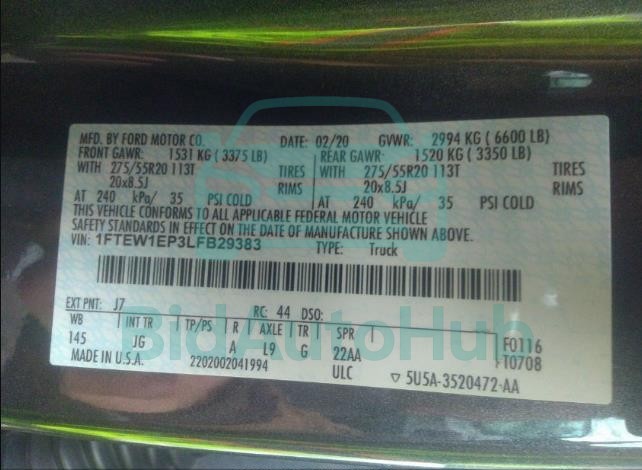 MFD. BY FORD MOTOR CO. DATE: 02/20 GVWR: 2994 KG ( 6600 LB)
FRONT GAWR: 1531 KG ( 3375 LB) REAR GAWR: 1520 KG ( 3350 LB)
WITH 275/55R20 113T TIRES WITH 275/55R20 113T TIRES
20x8.5J RIMS 20x8.5J RIMS
AT 240 kPa/ 35 PSI COLD AT 240 kPa/ 35 PSI COLD
THIS VEHICLE CONFORMS TO ALL APPLICABLE FEDERAL MOTOR VEHICLE
SAFETY STANDARDS IN EFFECT ON THE DATE OF MANUFACTURE SHOWN ABOVE.
VIN: 1FTEW1EP3LFB29383 TYPE: Truck
EXT PNT: J7 RC: 44 DSO:
WB INT TR TP/PS R AXLE TR SPR F0116
145 JG A L9 G 22AA T0708
BidAutoHub
MADE IN U.S.A. 2202002041994 ULC ▽ 5U5A-3520472-AA